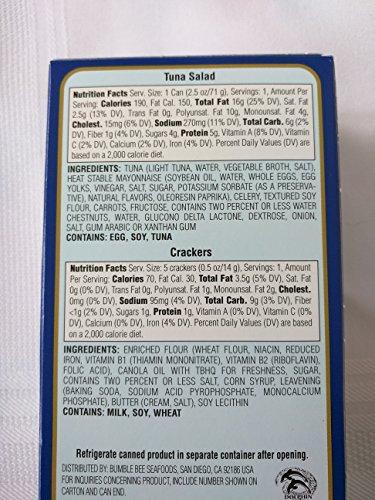 Tuna Salad
Nutrition Facts Serv. Size: 1 Can (2.5 oz/71 g), Servings: 1, Amount
Per Serving: Calories 190, Fat Cal. 150, Total Fat 16g (25% DV), Sat. Fat
2.5g (13% DV), Trans Fat 0g, Polyunsat. Fat 10g, Monounsat. Fat 4g,
Cholest. 15mg (6% DV), Sodium 270mg (11% DV), Total Carb. 6g (2%
DV), Fiber 1g (4% DV), Sugars 4g, Protein 5g, Vitamin A (8% DV), Vitamin
C (2% DV), Calcium (2% DV), Iron (4% DV). Percent Daily Values (DV) are
based on a 2,000 calorie diet.
INGREDIENTS: TUNA (LIGHT TUNA, WATER, VEGETABLE BROTH, SALT),
HEAT STABLE MAYONNAISE (SOYBEAN OIL, WATER, WHOLE EGGS, EGG
YOLKS, VINEGAR, SALT, SUGAR, POTASSIUM SORBATE (AS A PRESERVA-
TIVE), NATURAL FLAVORS, OLEORESIN PAPRIKA), CELERY, TEXTURED SOY
FLOUR, CARROTS, FRUCTOSE, CONTAINS TWO PERCENT OR LESS WATER
CHESTNUTS, WATER, GLUCONO DELTA LACTONE, DEXTROSE, ONION,
SALT, GUM ARABIC OR XANTHAN GUM
CONTAINS: EGG, SOY, TUNA
Crackers
Nutrition Facts Serv. Size: 5 crackers (0.5 oz/14 g), Servings: 1, Amount
Per Serving: Calories 70, Fat Cal. 30, Total Fat 3.5g (5% DV), Sat. Fat
0g (0% DV), Trans Fat 0g, Polyunsat. Fat 1g, Monounsat. Fat 2g, Cholest.
0mg (0% DV), Sodium 95mg (4% DV), Total Carb. 9g (3% DV), Fiber
<1g (2% DV), Sugars 1g, Protein 1g, Vitamin A (0% DV), Vitamin C (0%
DV), Calcium (0% DV), Iron (4% DV). Percent Daily Values (DV) are based
on a 2,000 calorie diet.
INGREDIENTS: ENRICHED FLOUR (WHEAT FLOUR, NIACIN, REDUCED
IRON, VITAMIN B1 (THIAMIN MONONITRATE), VITAMIN B2 (RIBOFLAVIN),
FOLIC ACID), CANOLA OIL WITH TBHQ FOR FRESHNESS, SUGAR,
CONTAINS TWO PERCENT OR LESS SALT, CORN SYRUP, LEAVENING
(BAKING SODA, SODIUM ACID PYROPHOSPHATE, MONOCALCIUM
PHOSPHATE), BUTTER (CREAM, SALT), SOY LECITHIN
CONTAINS: MILK, SOY, WHEAT
Refrigerate canned product in separate container after opening.
DISTRIBUTED BY: BUMBLE BEE SEAFOODS, SAN DIEGO, CA 92186 USA
FOR INQUIRIES CONCERNING PRODUCT, INCLUDE NUMBER SHOWN ON
CARTON AND CAN END.
DOLPHIN